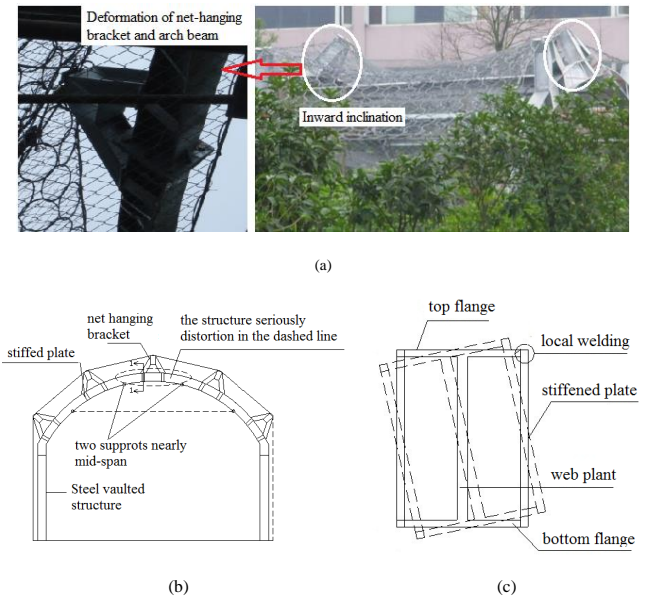 Deformation of net-hanging
bracket and arch beam
Inward inclination
(a)
net hanging
bracket
the structure seriously
distortion in the dashed line
stiffed plate
1
1
two supprots nearly
mid-span
Steel vaulted
structure
(b)
top flange
local welding
stiffened plate
web plant
bottom flange
(c)